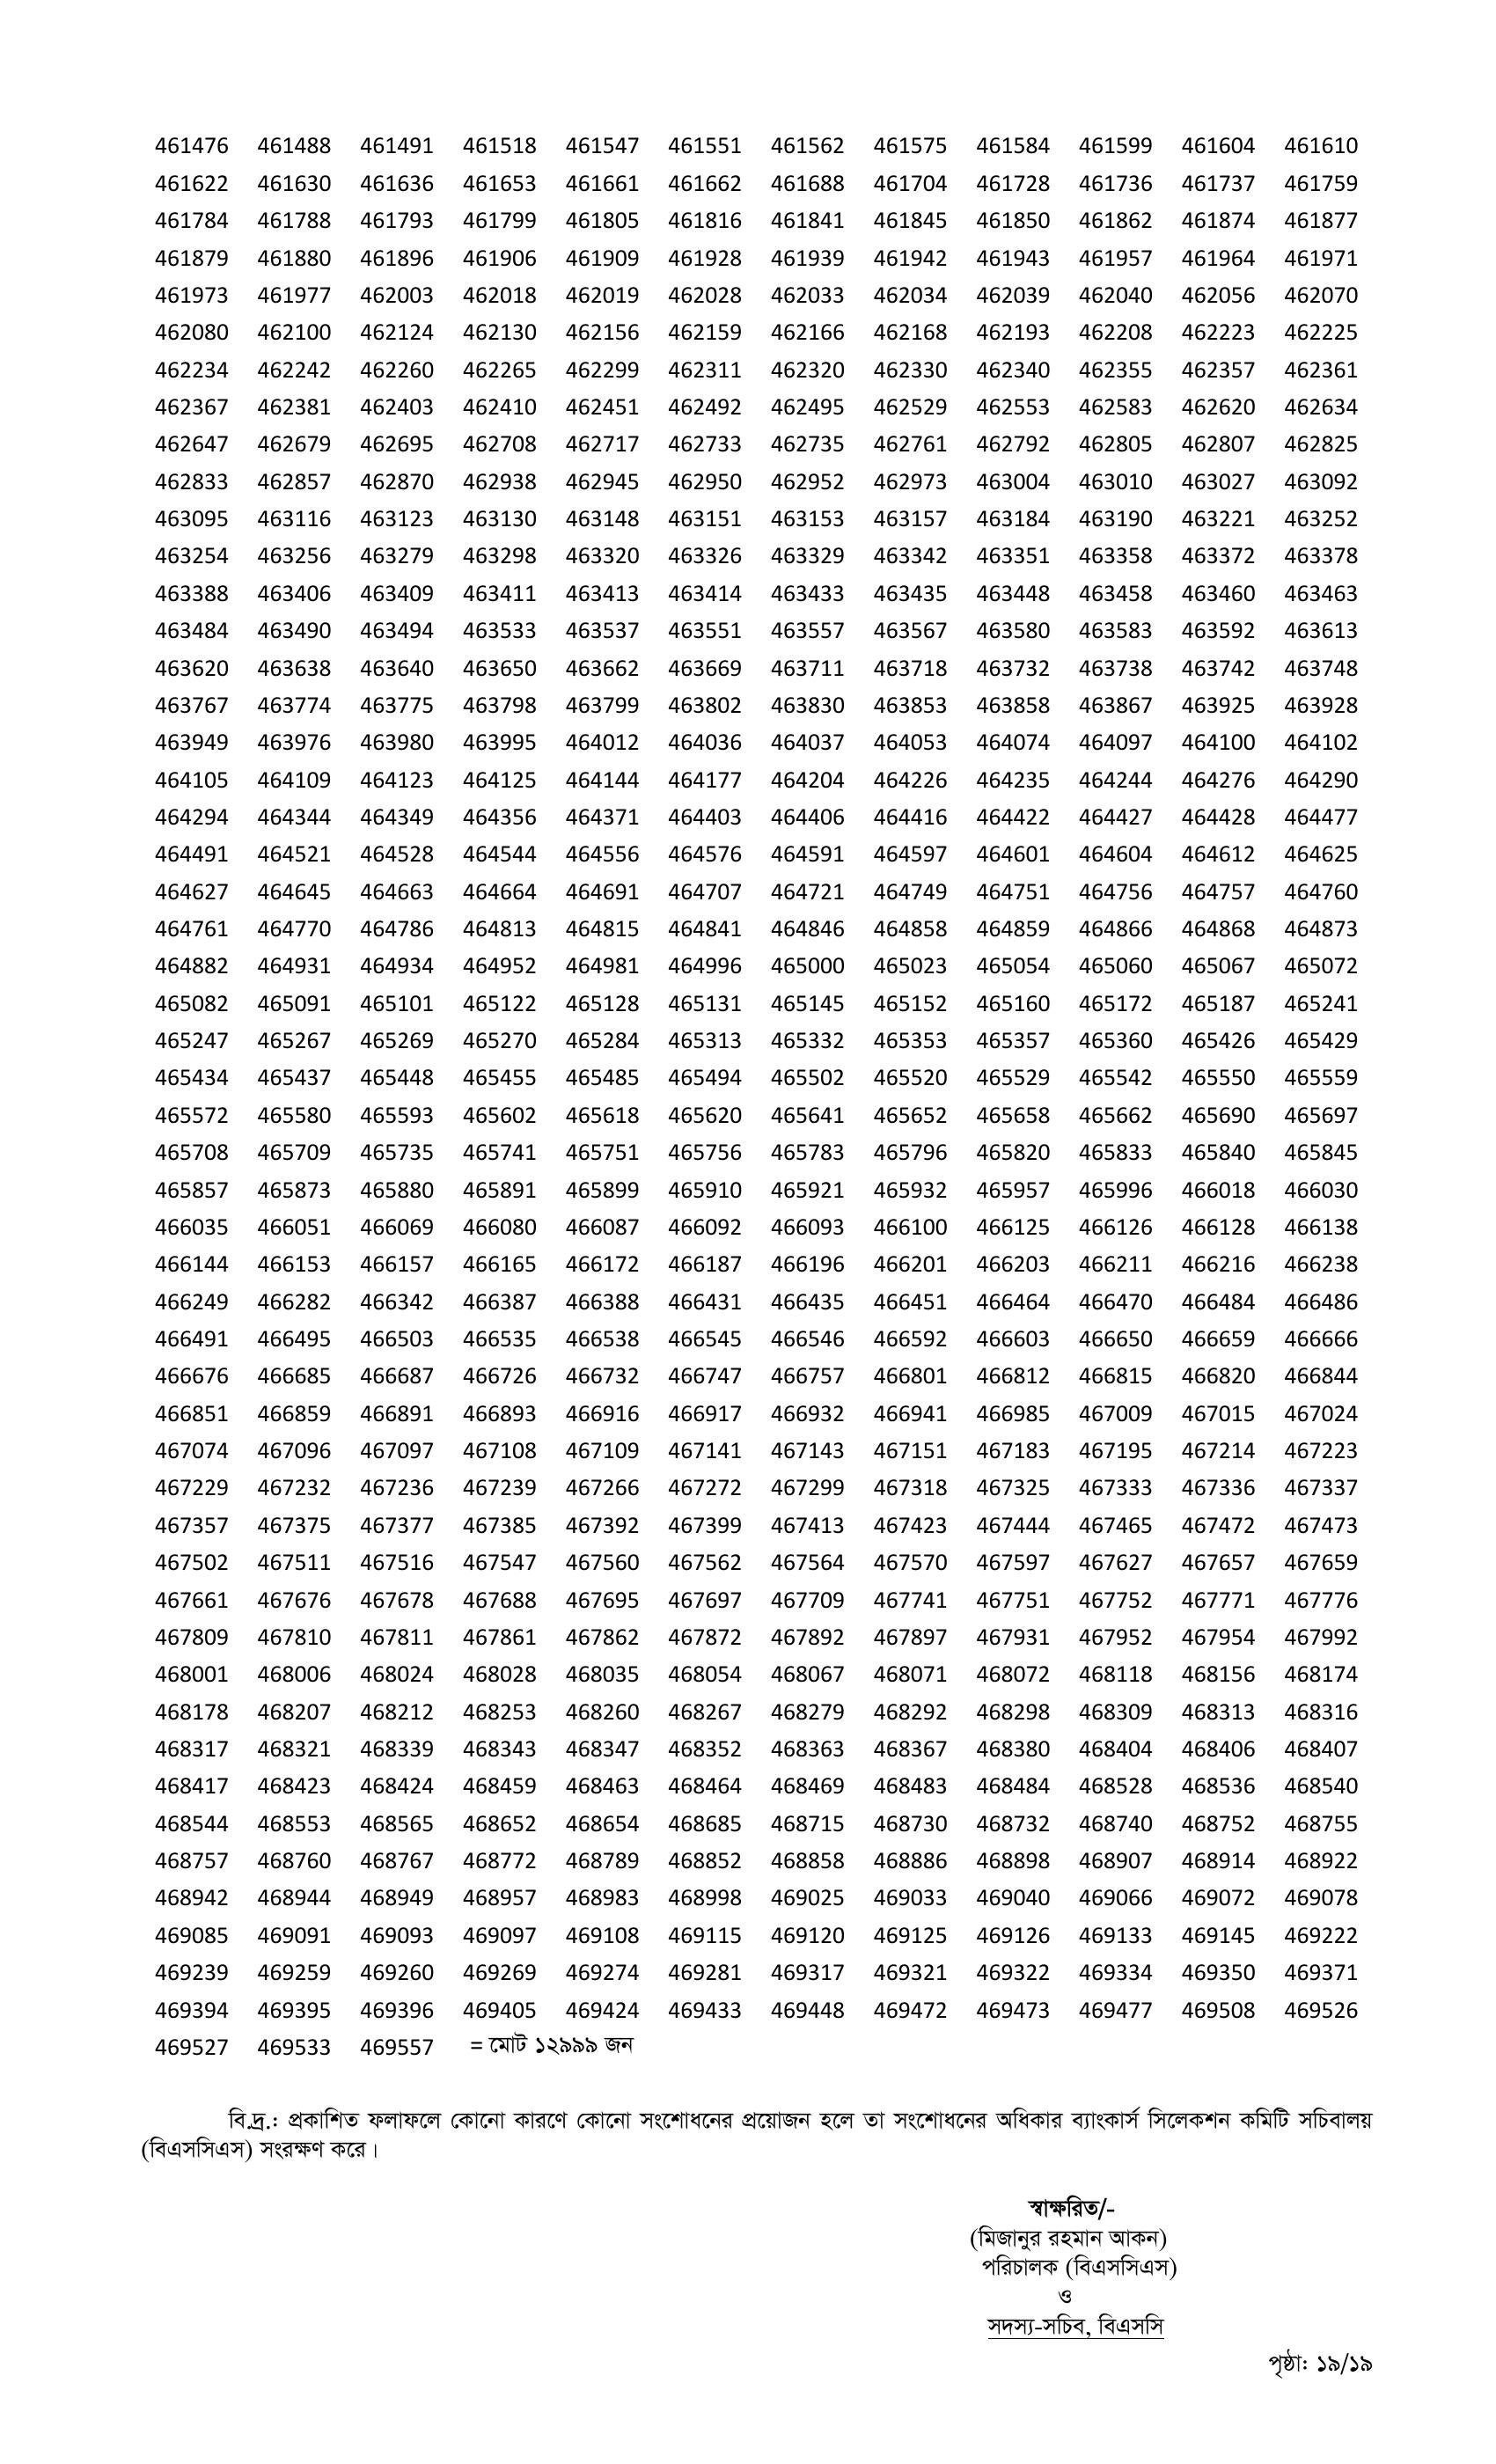 461476 461488 461491 461518 461547 461551 461562 461575 461584 461599 461604 461610
461622 461630 461636 461653 461661 461662 461688 461704 461728 461736 461737 461759
461784 461788 461793 461799 461805 461816 461841 461845 461850 461862 461874 461877
461879 461880 461896 461906 461909 461928 461939 461942 461943 461957 461964 461971
461973 461977 462003 462018 462019 462028 462033 462034 462039 462040 462056 462070
462080 462100 462124 462130 462156 462159 462166 462168 462193 462208 462223 462225
462234 462242 462260 462265 462299 462311 462320 462330 462340 462355 462357 462361
462367 462381 462403 462410 462451 462492 462495 462529 462553 462583 462620 462634
462647 462679 462695 462708 462717 462733 462735 462761 462792 462805 462807 462825
462833 462857 462870 462938 462945 462950 462952 462973 463004 463010 463027 463092
463095 463116 463123 463130 463148 463151 463153 463157 463184 463190 463221 463252
463254 463256 463279 463298 463320 463326 463329 463342 463351 463358 463372 463378
463388 463406 463409 463411 463413 463414 463433 463435 463448 463458 463460 463463
463484 463490 463494 463533 463537 463551 463557 463567 463580 463583 463592 463613
463620 463638 463640 463650 463662 463669 463711 463718 463732 463738 463742 463748
463767 463774 463775 463798 463799 463802 463830 463853 463858 463867 463925 463928
463949 463976 463980 463995 464012 464036 464037 464053 464074 464097 464100 464102
464105 464109 464123 464125 464144 464177 464204 464226 464235 464244 464276 464290
464294 464344 464349 464356 464371 464403 464406 464416 464422 464427 464428 464477
464491 464521 464528 464544 464556 464576 464591 464597 464601 464604 464612 464625
464627 464645 464663 464664 464691 464707 464721 464749 464751 464756 464757 464760
464761 464770 464786 464813 464815 464841 464846 464858 464859 464866 464868 464873
464882 464931 464934 464952 464981 464996 465000 465023 465054 465060 465067 465072
465082 465091 465101 465122 465128 465131 465145 465152 465160 465172 465187 465241
465247 465267 465269 465270 465284 465313 465332 465353 465357 465360 465426 465429
465434 465437 465448 465455 465485 465494 465502 465520 465529 465542 465550 465559
465572 465580 465593 465602 465618 465620 465641 465652 465658 465662 465690 465697
465708 465709 465735 465741 465751 465756 465783 465796 465820 465833 465840 465845
465857 465873 465880 465891 465899 465910 465921 465932 465957 465996 466018 466030
466035 466051 466069 466080 466087 466092 466093 466100 466125 466126 466128 466138
466144 466153 466157 466165 466172 466187 466196 466201 466203 466211 466216 466238
466249 466282 466342 466387 466388 466431 466435 466451 466464 466470 466484 466486
466491 466495 466503 466535 466538 466545 466546 466592 466603 466650 466659 466666
466676 466685 466687 466726 466732 466747 466757 466801 466812 466815 466820 466844
466851 466859 466891 466893 466916 466917 466932 466941 466985 467009 467015 467024
467074 467096 467097 467108 467109 467141 467143 467151 467183 467195 467214 467223
467229 467232 467236 467239 467266 467272 467299 467318 467325 467333 467336 467337
467357 467375 467377 467385 467392 467399 467413 467423 467444 467465 467472 467473
467502 467511 467516 467547 467560 467562 467564 467570 467597 467627 467657 467659
467661 467676 467678 467688 467695 467697 467709 467741 467751 467752 467771 467776
467809 467810 467811 467861 467862 467872 467892 467897 467931 467952 467954 467992
468001 468006 468024 468028 468035 468054 468067 468071 468072 468118 468156 468174
468178 468207 468212 468253 468260 468267 468279 468292 468298 468309 468313 468316
468317 468321 468339 468343 468347 468352 468363 468367 468380 468404 468406 468407
468417 468423 468424 468459 468463 468464 468469 468483 468484 468528 468536 468540
468544 468553 468565 468652 468654 468685 468715 468730 468732 468740 468752 468755
468757 468760 468767 468772 468789 468852 468858 468886 468898 468907 468914 468922
468942 468944 468949 468957 468983 468998 469025 469033 469040 469066 469072 469078
469085 469091 469093 469097 469108 469115 469120 469125 469126 469133 469145 469222
469239 469259 469260 469269 469274 469281 469317 469321 469322 469334 469350 469371
469394 469395 469396 469405 469424 469433 469448 469472 469473 469477 469508 469526
469527 469533 469557 = মোট ১২৯৯৯ জন
বি.দ্র.: প্রকাশিত ফলাফলে কোনো কারণে কোনো সংশোধনের প্রয়োজন হলে তা সংশোধনের অধিকার ব্যাংকার্স সিলেকশন কমিটি সচিবালয়
(বিএসসিএস) সংরক্ষণ করে।
স্বাক্ষরিত/-
(মিজানুর রহমান আকন)
পরিচালক (বিএসসিএস)
ও
সদস্য-সচিব, বিএসসি
পৃষ্ঠা: ১৯/১৯